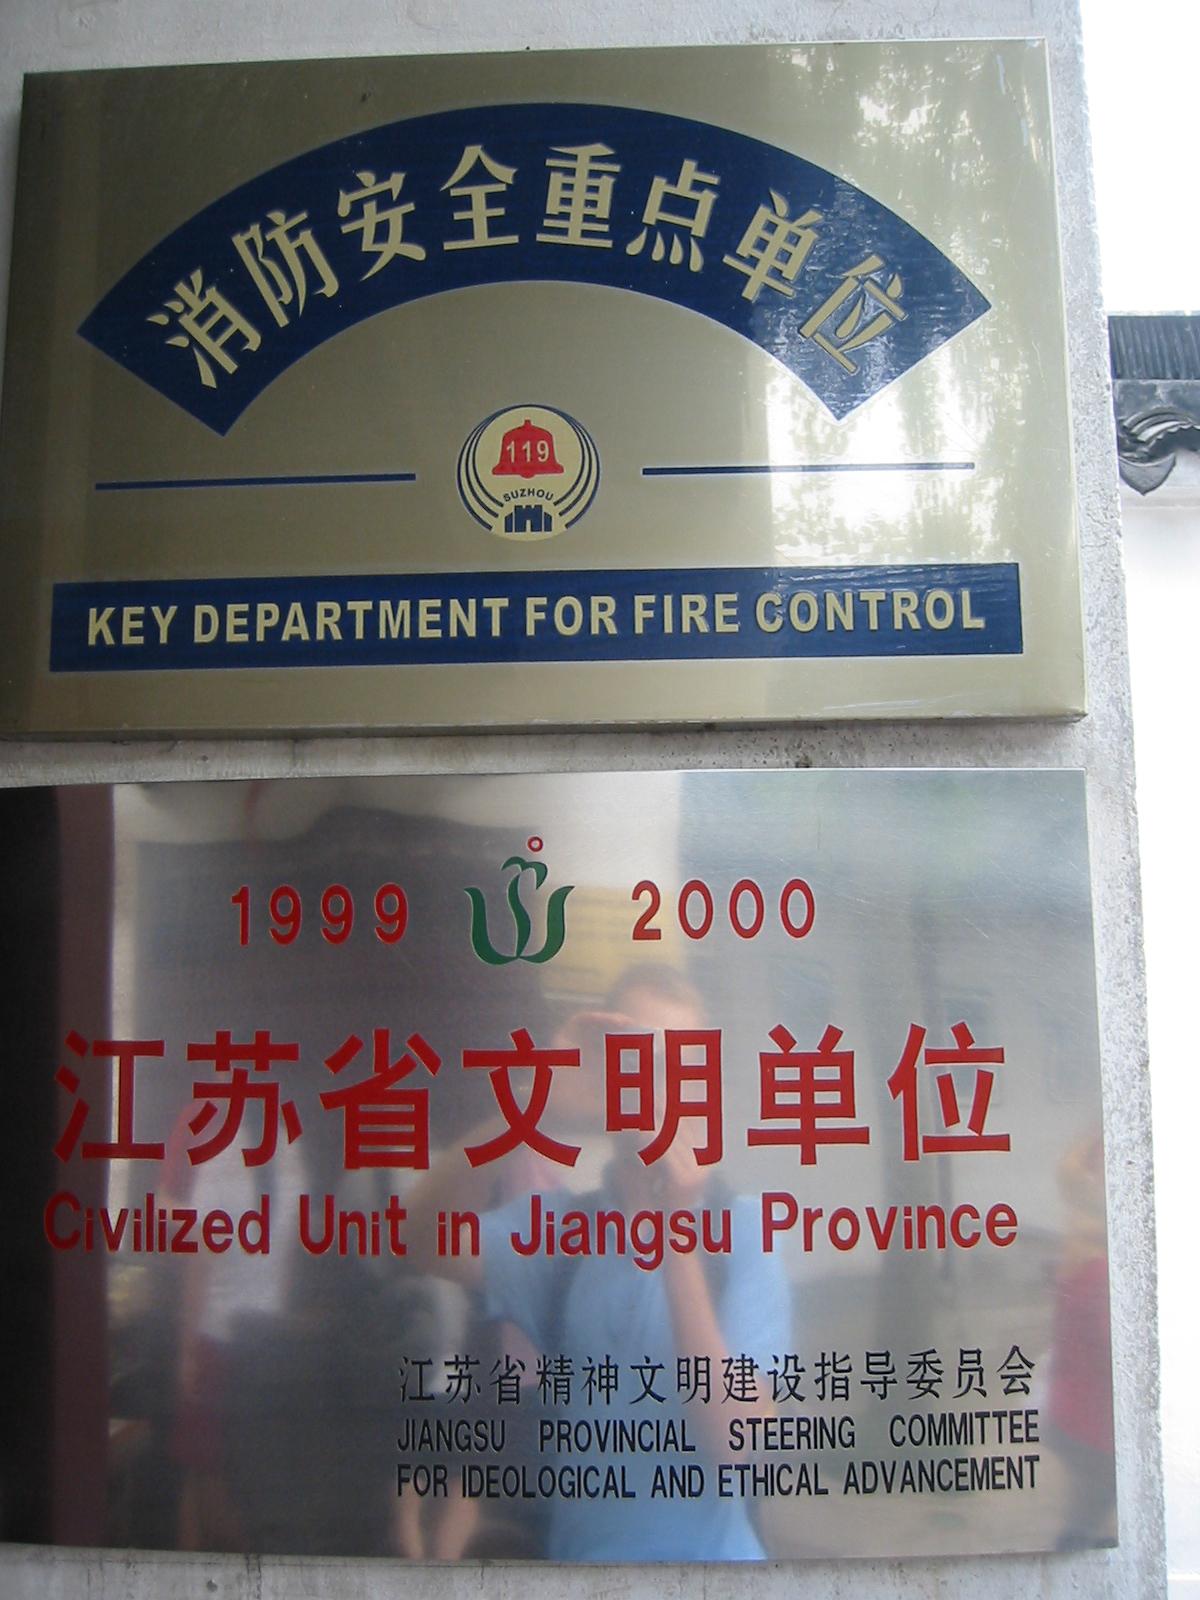 消防安全重点单位
119
SUZHOU
KEY DEPARTMENT FOR FIRE CONTROL
1999 2000
江苏省文明单位
Civilized Unit in Jiangsu Province
江苏省精神文明建设指导委员会
JIANGSU PROVINCIAL STEERING COMMITTEE
FOR IDEOLOGICAL AND ETHICAL ADVANCEMENT